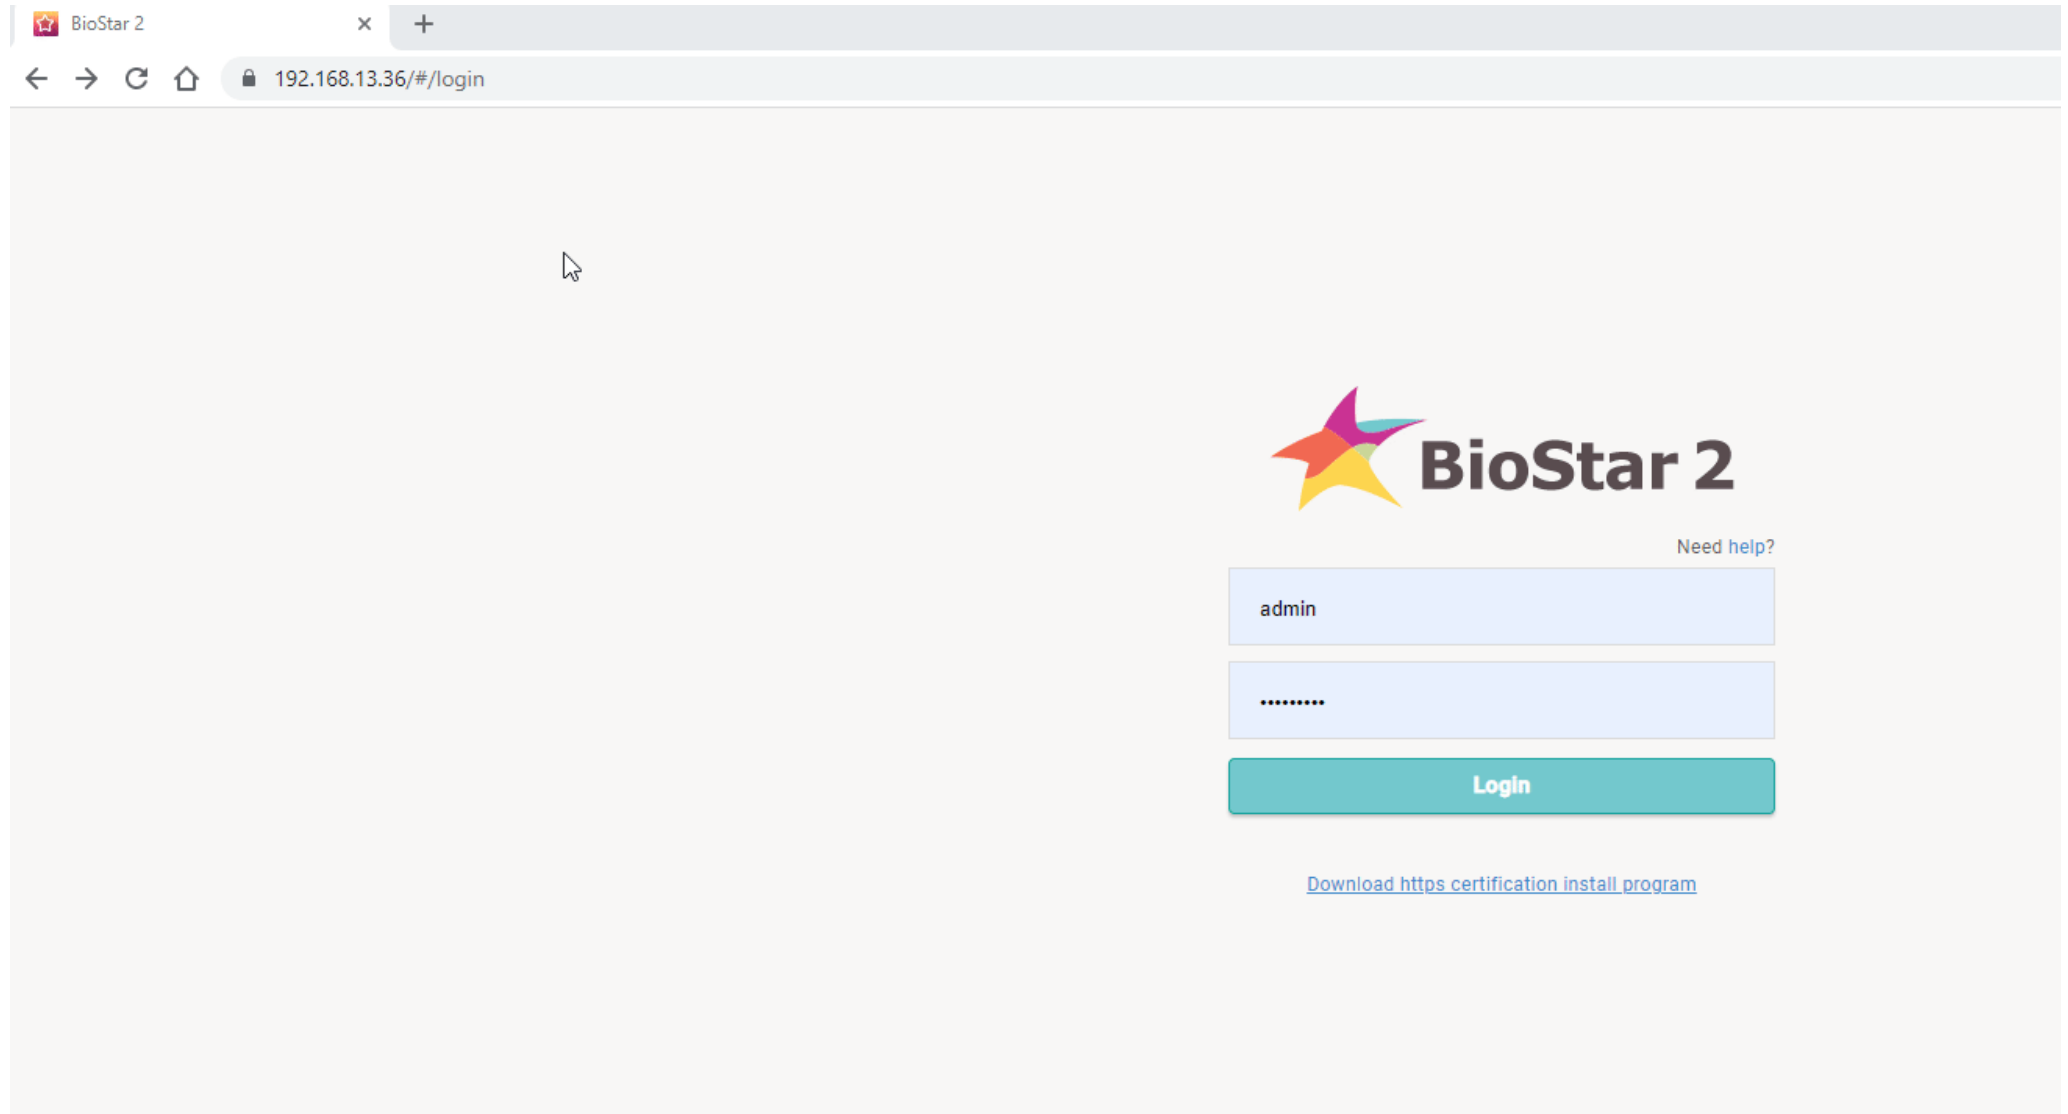 BioStar 2
192.168.13.36/#/login
BioStar 2
Need help?
admin
•••••••••
Login
Download https certification install program